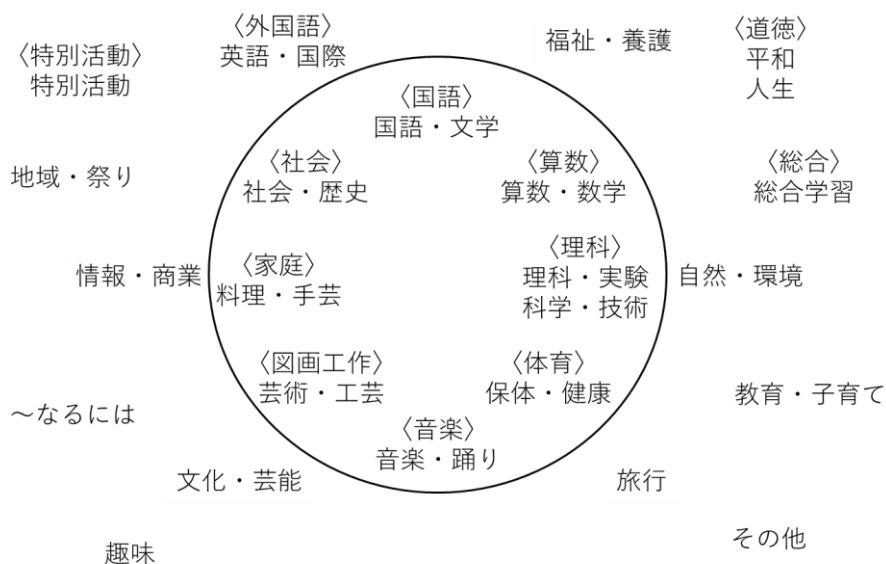 〈外国語〉
英語・国際
福祉・養護
〈道徳〉
平和
人生
〈特別活動〉
特別活動
〈国語〉
国語・文学
地域・祭り
〈社会〉
社会・歴史
〈算数〉
算数・数学
〈総合〉
総合学習
情報・商業
〈家庭〉
料理・手芸
〈理科〉
理科・実験
科学・技術
自然・環境
〜なるには
〈図画工作〉
芸術・工芸
〈体育〉
保体・健康
教育・子育て
〈音楽〉
音楽・踊り
文化・芸能
旅行
趣味
その他